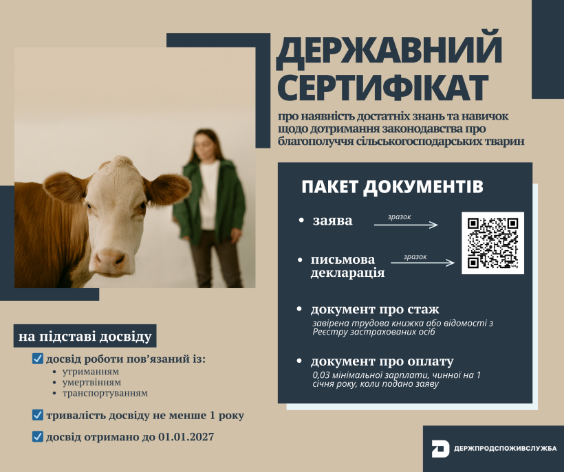 ДЕРЖАВНИЙ
СЕРТИФІКАТ
про наявність достатніх знань та навичок
щодо дотримання законодавства про
благополуччя сільськогосподарських тварин
ПАКЕТ ДОКУМЕНТІВ
• заява
зразок
• письмова
декларація
зразок
• документ про стаж
завірена трудова книжка або відомості з
Реєстру застрахованих осіб
• документ про оплату
0,03 мінімальної зарплати, чинної на 1
січня року, коли подано заяву
на підставі досвіду
досвід роботи пов’язаний із:
• утриманням
• умертвінням
• транспортуванням
тривалість досвіду не менше 1 року
досвід отримано до 01.01.2027
ДЕРЖПРОДСПОЖИВСЛУЖБА